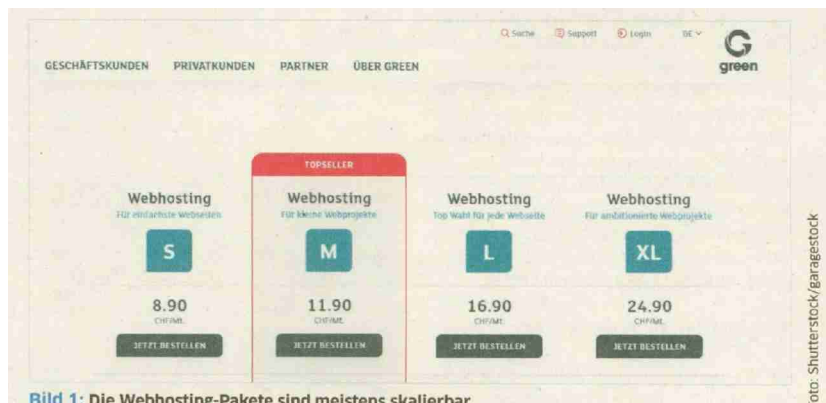 Suche Support Login DE
green
GESCHÄFTSKUNDEN PRIVATKUNDEN PARTNER ÜBER GREEN
TOPSELLER
Webhosting
Für einfachste Webseiten
S
8.90
CHF/Mt.
JETZT BESTELLEN
Webhosting
Für kleine Webprojekte
M
11.90
CHF/Mt.
JETZT BESTELLEN
Webhosting
Top Wahl für jede Webseite
L
16.90
CHF/Mt.
JETZT BESTELLEN
Webhosting
Für ambitionierte Webprojekte
XL
24.90
CHF/Mt.
JETZT BESTELLEN
Bild 1: Die Webhosting-Pakete sind meistens skalierbar
oto: Shutterstock/garagestock